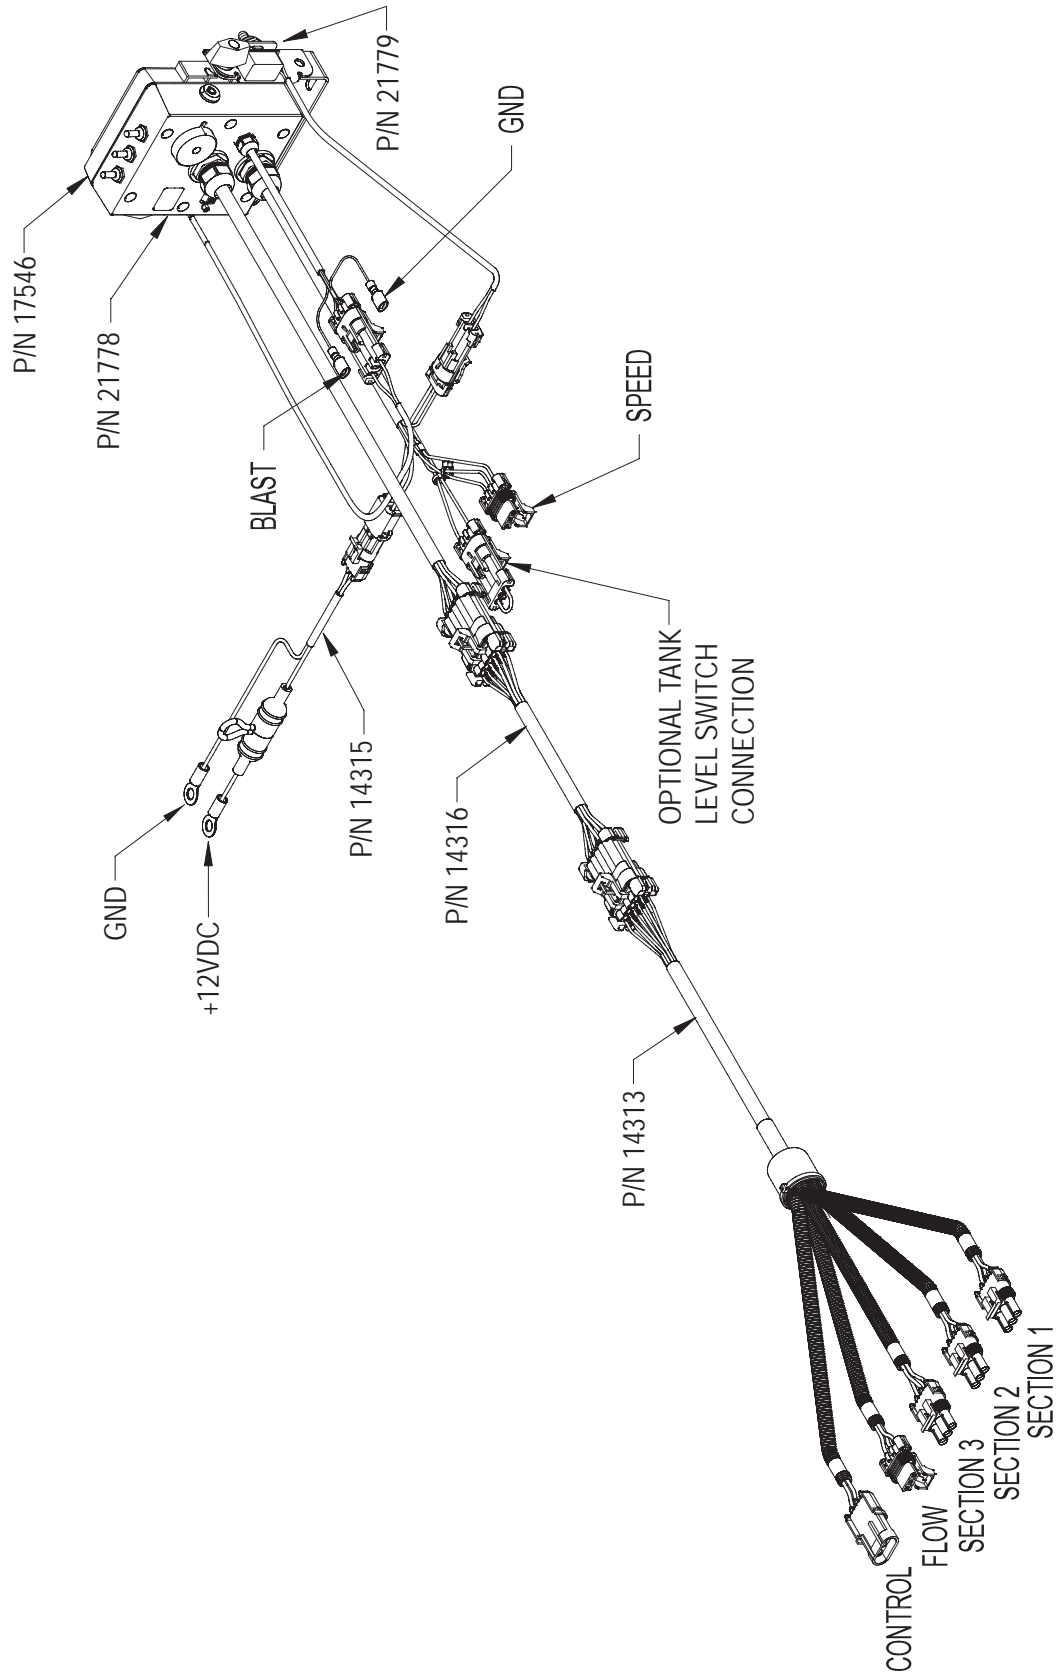 P/N 17546
P/N 21778
P/N 21779
GND
BLAST
SPEED
GND
+12VDC
P/N 14315
P/N 14316
OPTIONAL TANK
LEVEL SWITCH
CONNECTION
P/N 14313
CONTROL
FLOW
SECTION 3
SECTION 2
SECTION 1